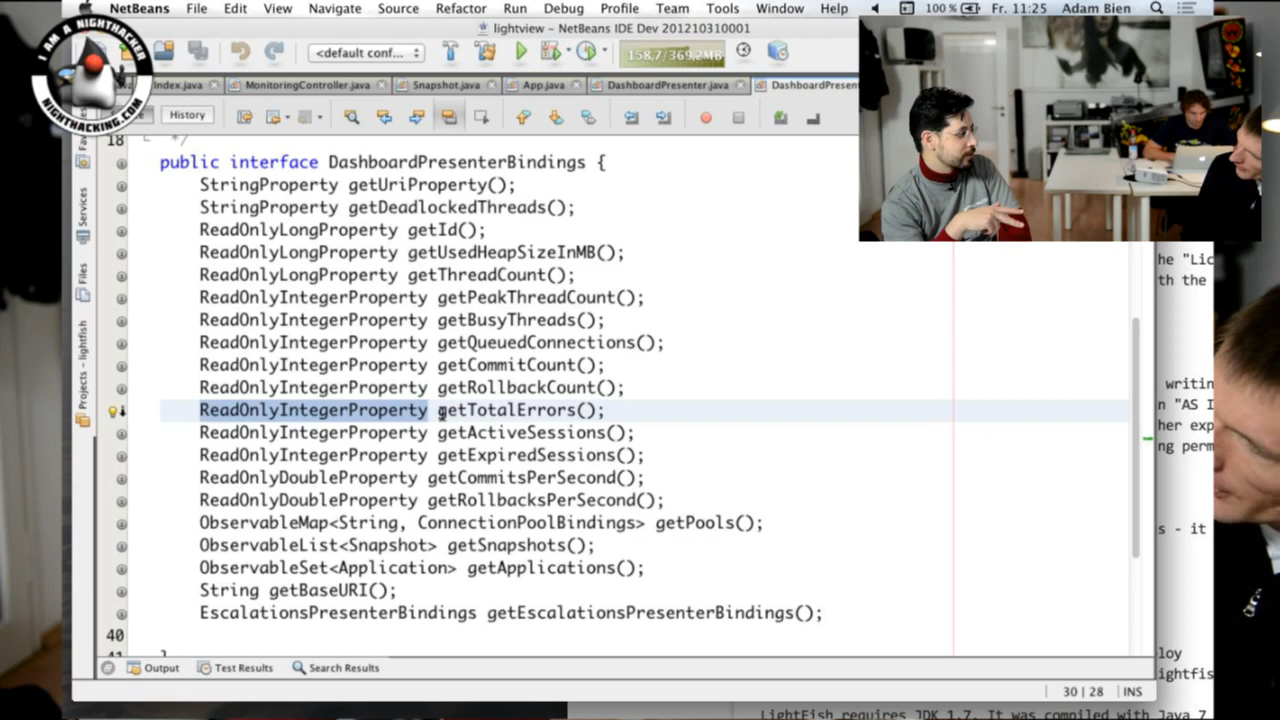 NetBeans File Edit View Navigate Source Refactor Run Debug Profile Team Tools Window Help 100 % Fr. 11:25 Adam Bien
lightview – NetBeans IDE Dev 201210310001
I AM A NIGHTHACKER
NIGHTHACKING.COM
<default conf... 158,7/369,2MB
Index.java MonitoringController.java Snapshot.java App.java DashboardPresenter.java DashboardPresen
History
18 */
public interface DashboardPresenterBindings {
StringProperty getUriProperty();
StringProperty getDeadlockedThreads();
ReadOnlyLongProperty getId();
ReadOnlyLongProperty getUsedHeapSizeInMB();
ReadOnlyLongProperty getThreadCount();
ReadOnlyIntegerProperty getPeakThreadCount();
ReadOnlyIntegerProperty getBusyThreads();
ReadOnlyIntegerProperty getQueuedConnections();
ReadOnlyIntegerProperty getCommitCount();
ReadOnlyIntegerProperty getRollbackCount();
ReadOnlyIntegerProperty getTotalErrors();
ReadOnlyIntegerProperty getActiveSessions();
ReadOnlyIntegerProperty getExpiredSessions();
ReadOnlyDoubleProperty getCommitsPerSecond();
ReadOnlyDoubleProperty getRollbacksPerSecond();
ObservableMap<String, ConnectionPoolBindings> getPools();
ObservableList<Snapshot> getSnapshots();
ObservableSet<Application> getApplications();
String getBaseURI();
EscalationsPresenterBindings getEscalationsPresenterBindings();
40
41 }
Services
Files
Projects – lightfish
Output Test Results Search Results
30 | 28 INS
he "Lic
th the
writin
n "AS I
her exp
ng perm
s - it
loy
ightfis
LightFish requires JDK 1.7. It was compiled with Java 7